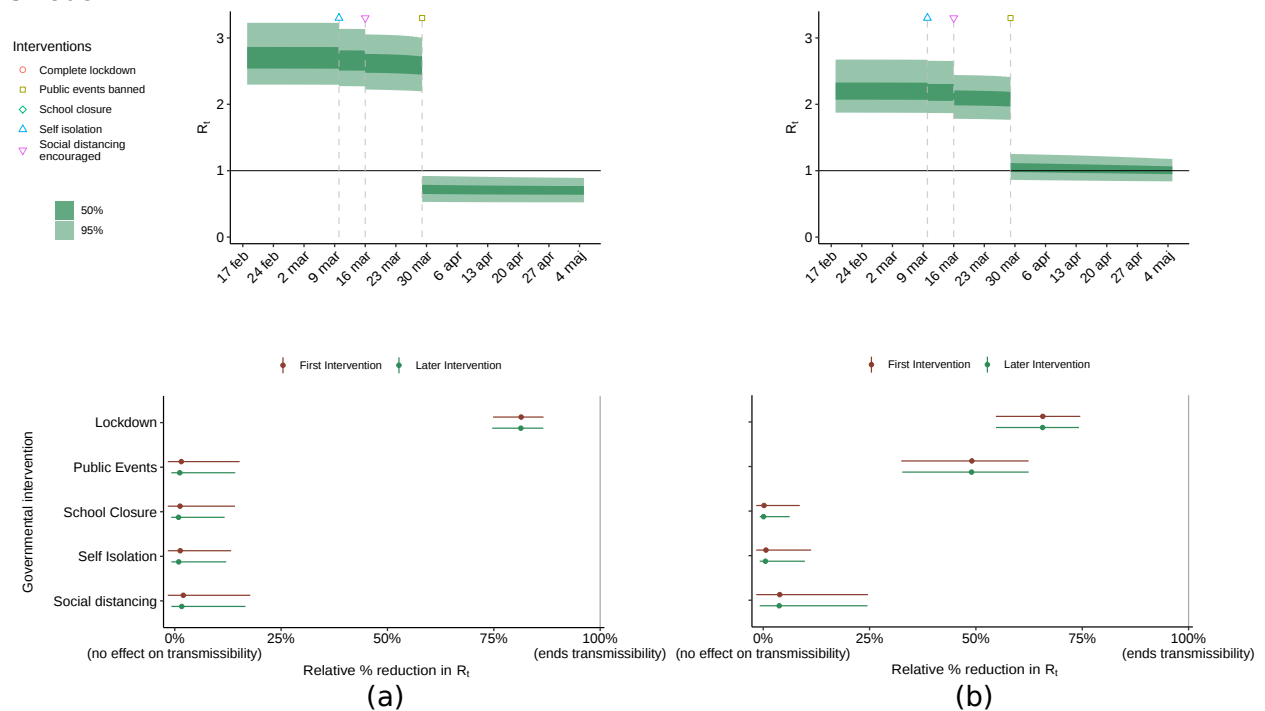 Interventions
Complete lockdown
Public events banned
School closure
Self isolation
Social distancing
encouraged
50%
95%
Rt
3
2
1
0
17 feb
24 feb
2 mar
9 mar
16 mar
23 mar
30 mar
6 apr
13 apr
20 apr
27 apr
4 maj
Rt
3
2
1
0
17 feb
24 feb
2 mar
9 mar
16 mar
23 mar
30 mar
6 apr
13 apr
20 apr
27 apr
4 maj
First Intervention Later Intervention
Governmental intervention
Lockdown
Public Events
School Closure
Self Isolation
Social distancing
0% 25% 50% 75% 100%
(no effect on transmissibility) (ends transmissibility)
Relative % reduction in Rt
(a)
First Intervention Later Intervention
0% 25% 50% 75% 100%
(no effect on transmissibility) (ends transmissibility)
Relative % reduction in Rt
(b)